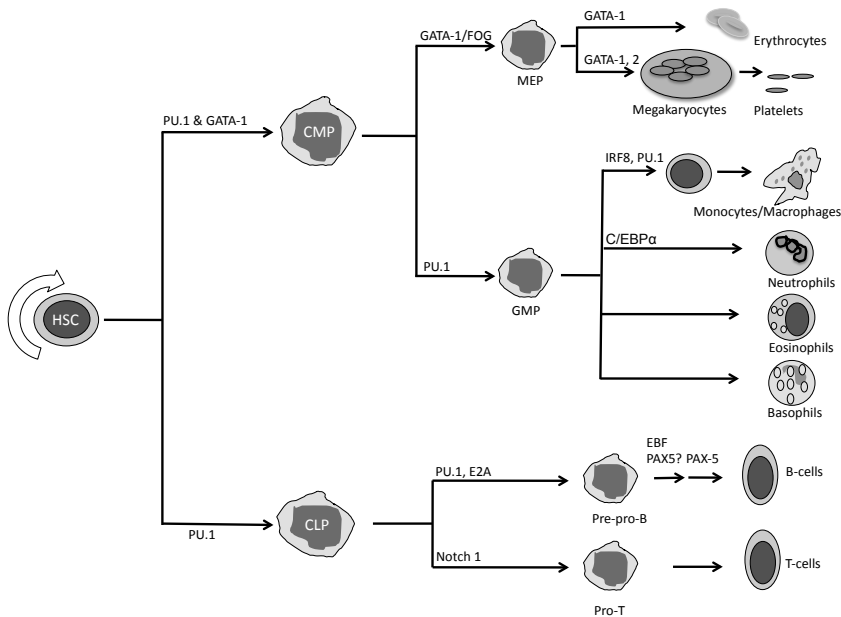 GATA-1
Erythrocytes
GATA-1/FOG
MEP
GATA-1, 2
Megakaryocytes
Platelets
PU.1 & GATA-1
CMP
IRF8, PU.1
Monocytes/Macrophages
C/EBPα
Neutrophils
PU.1
GMP
HSC
Eosinophils
Basophils
EBF
PAX5? PAX-5
PU.1, E2A
B-cells
Pre-pro-B
CLP
PU.1
Notch 1
T-cells
Pro-T